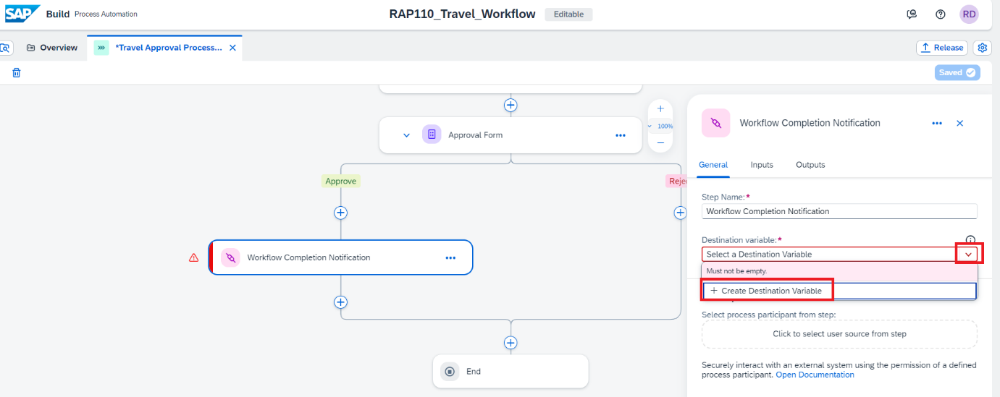 SAP Build Process Automation RAP110_Travel_Workflow Editable RD
Overview *Travel Approval Process... Release
Saved
100%
Approval Form
Approve
Workflow Completion Notification
End
Workflow Completion Notification
General Inputs Outputs
Step Name:*
Workflow Completion Notification
Destination variable:*
Select a Destination Variable
Must not be empty.
+ Create Destination Variable
Select process participant from step:
Click to select user source from step
Securely interact with an external system using the permission of a defined
process participant. Open Documentation